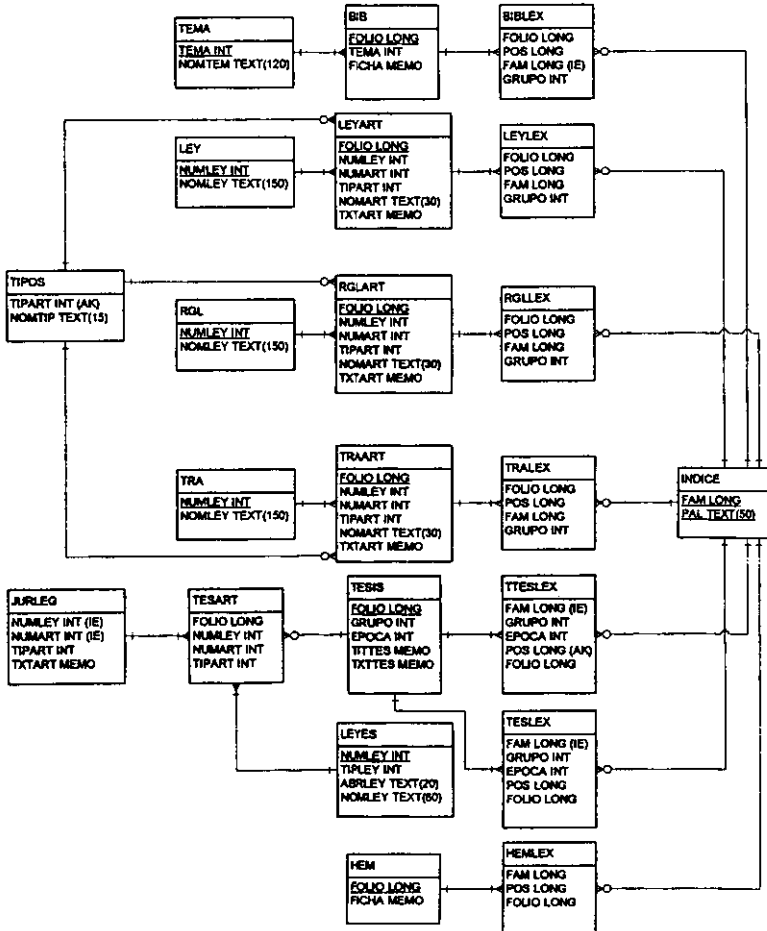 TEMA
TEMA INT
NOMTEM TEXT(120)
BIB
FOLIO LONG
TEMA INT
FICHA MEMO
BIBLEX
FOLIO LONG
POS LONG
FAM LONG (IE)
GRUPO INT
LEY
NUMLEY INT
NOMLEY TEXT(150)
LEYART
FOLIO LONG
NUMLEY INT
NUMART INT
TIPART INT
NOMART TEXT(30)
TXTART MEMO
LEYLEX
FOLIO LONG
POS LONG
FAM LONG
GRUPO INT
TIPOS
TIPART INT (AK)
NOMTIP TEXT(15)
RGL
NUMLEY INT
NOMLEY TEXT(150)
RGLART
FOLIO LONG
NUMLEY INT
NUMART INT
TIPART INT
NOMART TEXT(30)
TXTART MEMO
RGLLEX
FOLIO LONG
POS LONG
FAM LONG
GRUPO INT
TRA
NUMLEY INT
NOMLEY TEXT(150)
TRAART
FOLIO LONG
NUMLEY INT
NUMART INT
TIPART INT
NOMART TEXT(30)
TXTART MEMO
TRALEX
FOLIO LONG
POS LONG
FAM LONG
GRUPO INT
INDICE
FAM LONG
PAL TEXT(50)
JURLEG
NUMLEY INT (IE)
NUMART INT (IE)
TIPART INT
TXTART MEMO
TESART
FOLIO LONG
NUMLEY INT
NUMART INT
TIPART INT
TESIS
FOLIO LONG
GRUPO INT
EPOCA INT
TITTES MEMO
TXTTES MEMO
TTESLEX
FAM LONG (IE)
GRUPO INT
EPOCA INT
POS LONG (AK)
FOLIO LONG
LEYES
NUMLEY INT
TIPLEY INT
ABRLEY TEXT(20)
NOMLEY TEXT(60)
TESLEX
FAM LONG (IE)
GRUPO INT
EPOCA INT
POS LONG
FOLIO LONG
HEM
FOLIO LONG
FICHA MEMO
HEMLEX
FAM LONG
POS LONG
FOLIO LONG